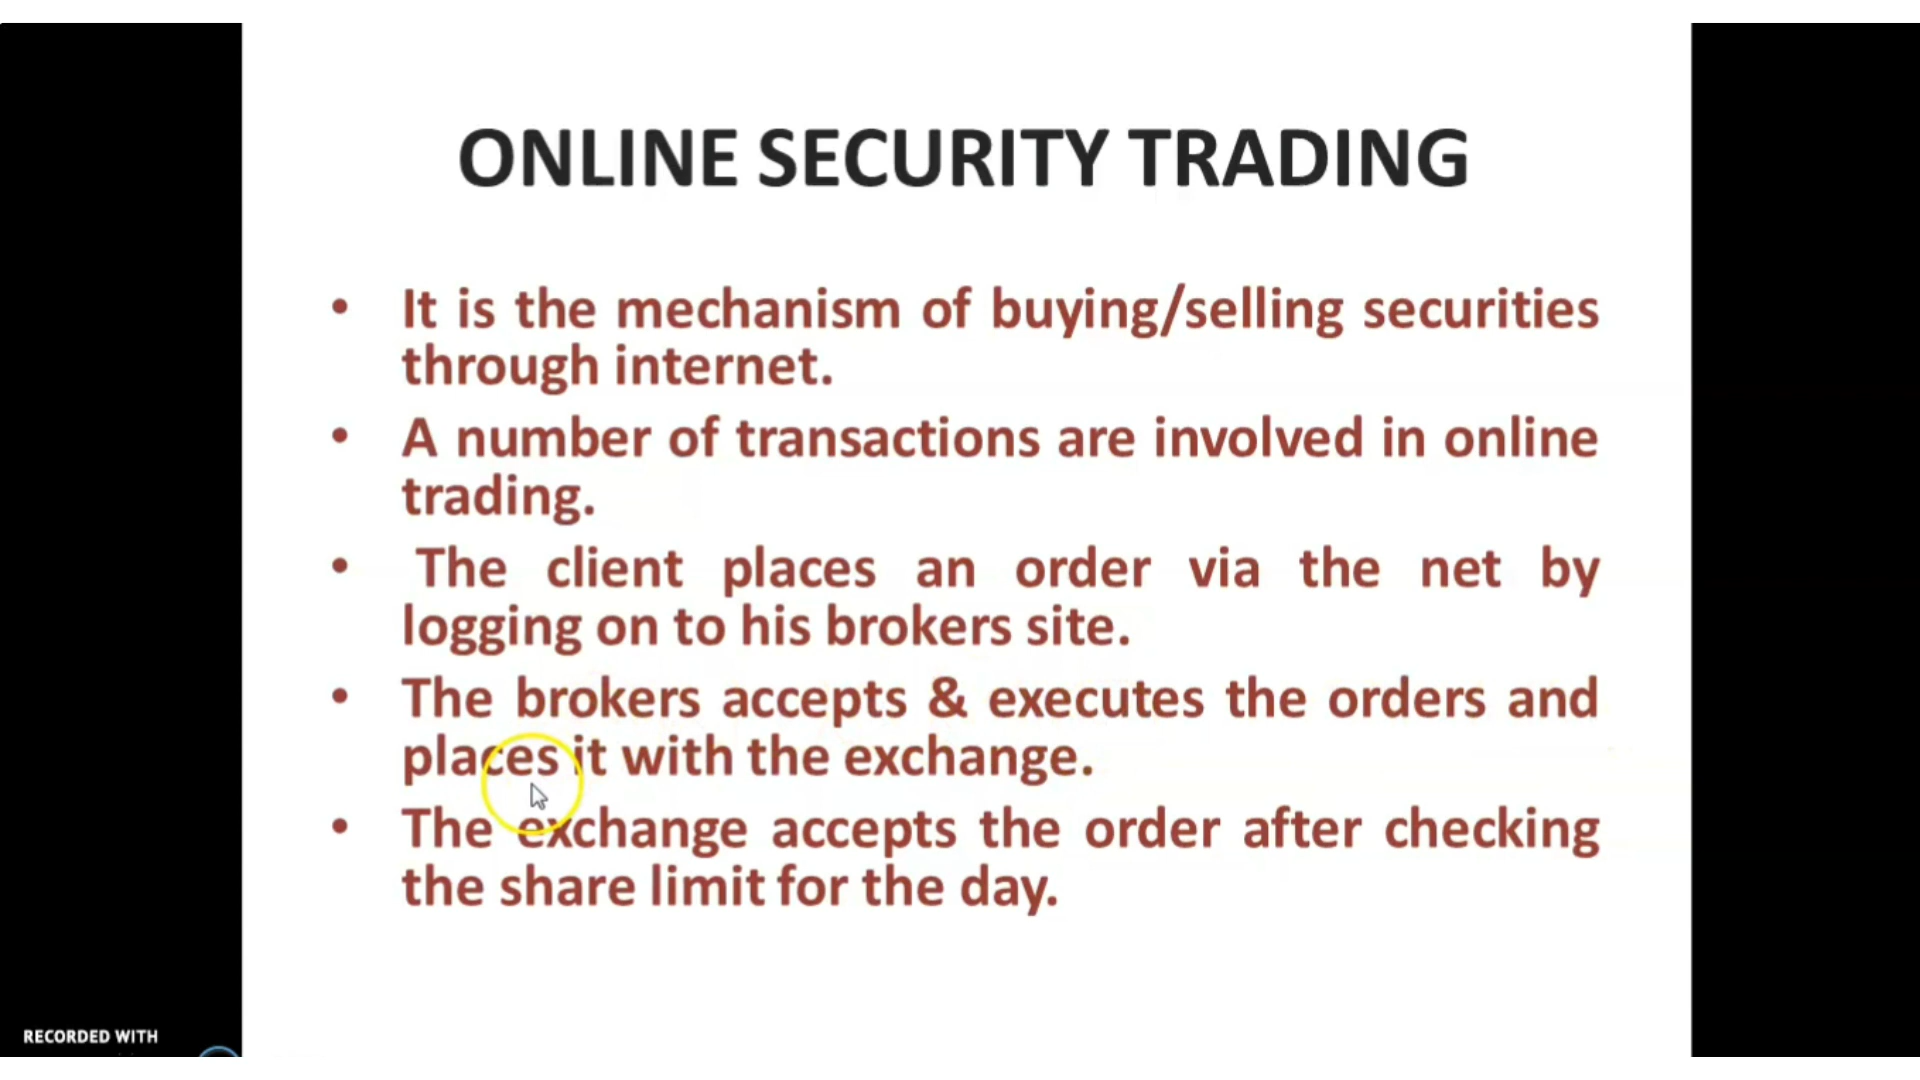 ONLINE SECURITY TRADING
• It is the mechanism of buying/selling securities
through internet.
• A number of transactions are involved in online
trading.
• The client places an order via the net by
logging on to his brokers site.
• The brokers accepts & executes the orders and
places it with the exchange.
• The exchange accepts the order after checking
the share limit for the day.
RECORDED WITH